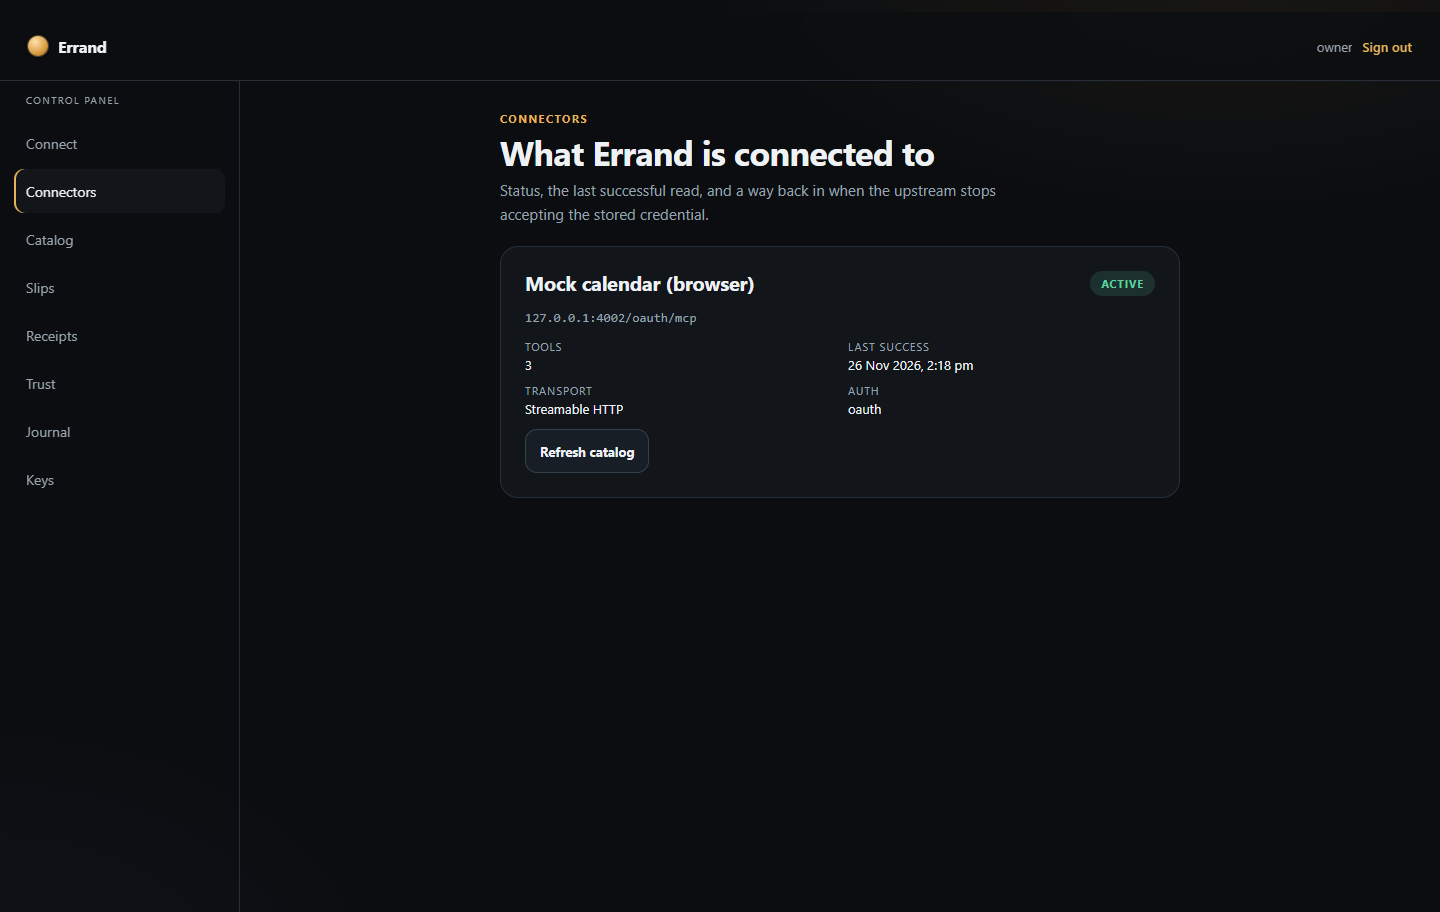 Errand
owner Sign out
CONTROL PANEL
Connect
Connectors
Catalog
Slips
Receipts
Trust
Journal
Keys
CONNECTORS
What Errand is connected to
Status, the last successful read, and a way back in when the upstream stops
accepting the stored credential.
Mock calendar (browser)
ACTIVE
127.0.0.1:4002/oauth/mcp
TOOLS
3
LAST SUCCESS
26 Nov 2026, 2:18 pm
TRANSPORT
Streamable HTTP
AUTH
oauth
Refresh catalog